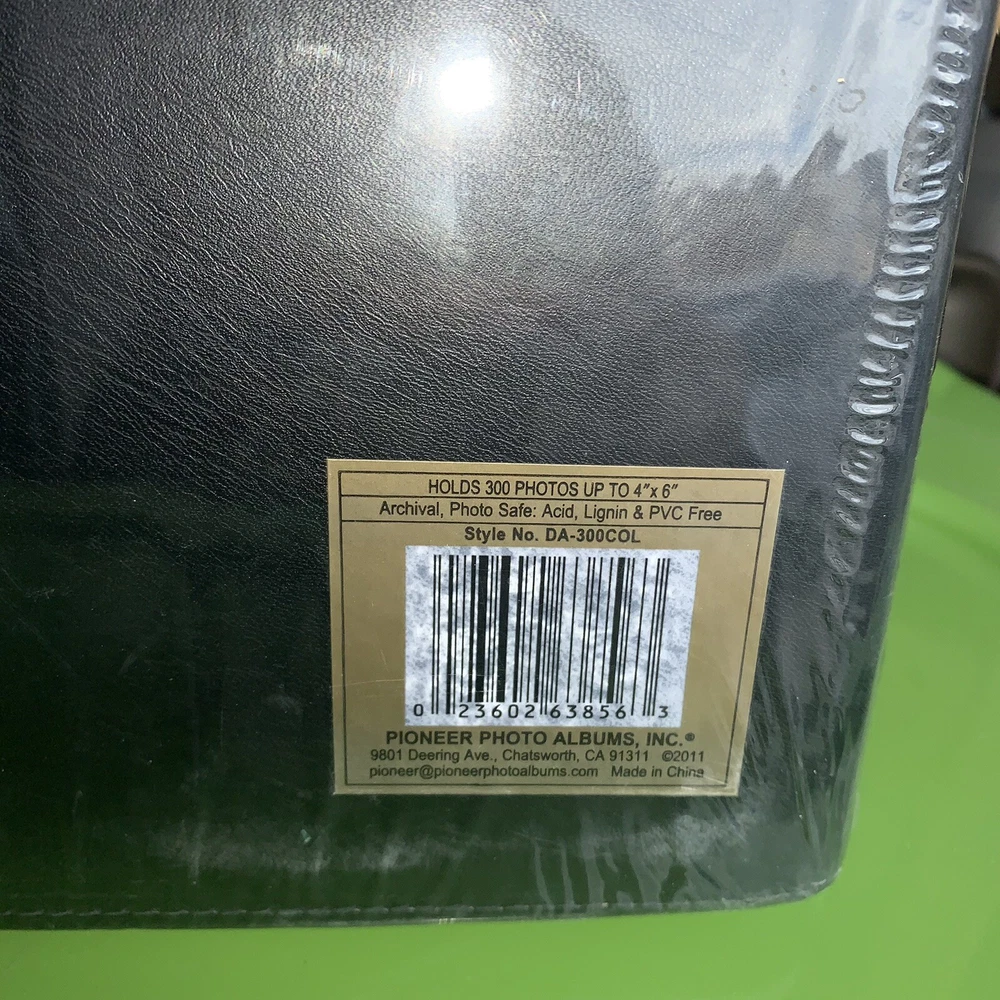 HOLDS 300 PHOTOS UP TO 4"x 6"
Archival, Photo Safe: Acid, Lignin & PVC Free
Style No. DA-300COL
0 23602 63856 3
PIONEER PHOTO ALBUMS, INC.®
9801 Deering Ave., Chatsworth, CA 91311 ©2011
pioneer@pioneerphotoalbums.com Made in China